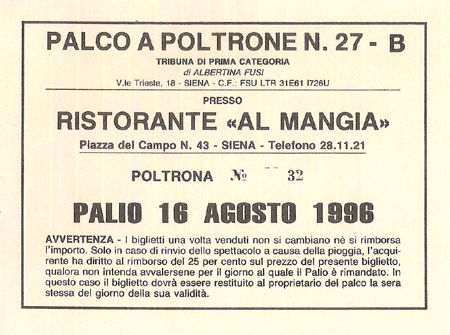 PALCO A POLTRONE N. 27 - B
TRIBUNA DI PRIMA CATEGORIA
di ALBERTINA FUSI
V.le Trieste, 18 - SIENA - C.F.: FSU LTR 31E61 I726U
PRESSO
RISTORANTE «AL MANGIA»
Piazza del Campo N. 43 - SIENA - Telefono 28.11.21
POLTRONA № 32
PALIO 16 AGOSTO 1996
AVVERTENZA - I biglietti una volta venduti non si cambiano nè si rimborsa
l'importo. Solo in caso di rinvio dello spettacolo a causa della pioggia, l'acqui-
rente ha diritto al rimborso del 25 per cento sul prezzo del presente biglietto,
qualora non intenda avvalersene per il giorno al quale il Palio è rimandato. In
questo caso il biglietto dovrà essere restituito al proprietario del palco la sera
stessa del giorno della sua validità.